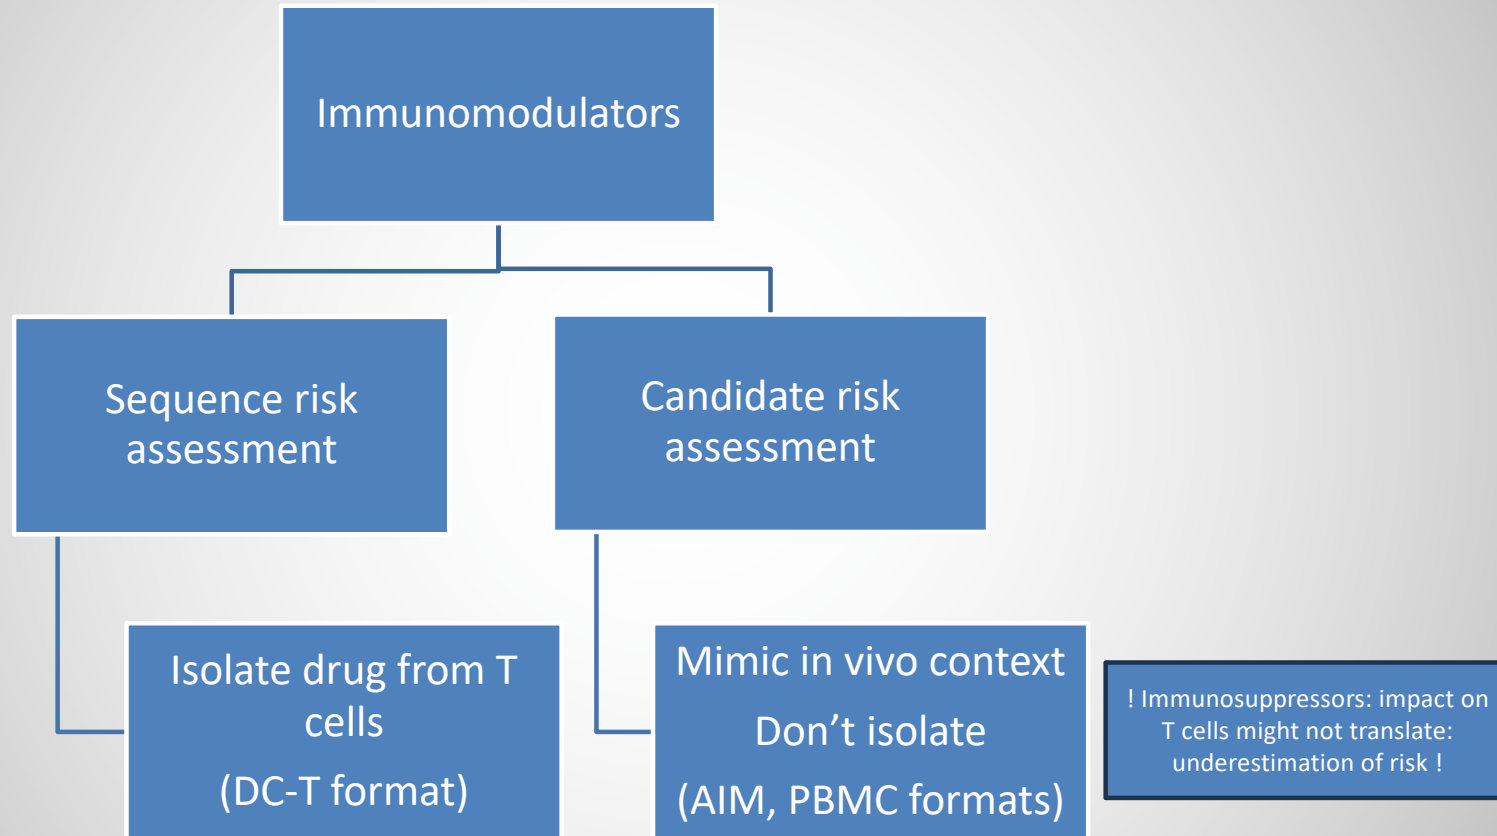 Immunomodulators
Sequence risk
assessment
Candidate risk
assessment
Isolate drug from T
cells
(DC-T format)
Mimic in vivo context
Don’t isolate
(AIM, PBMC formats)
! Immunosuppressors: impact on
T cells might not translate:
underestimation of risk !